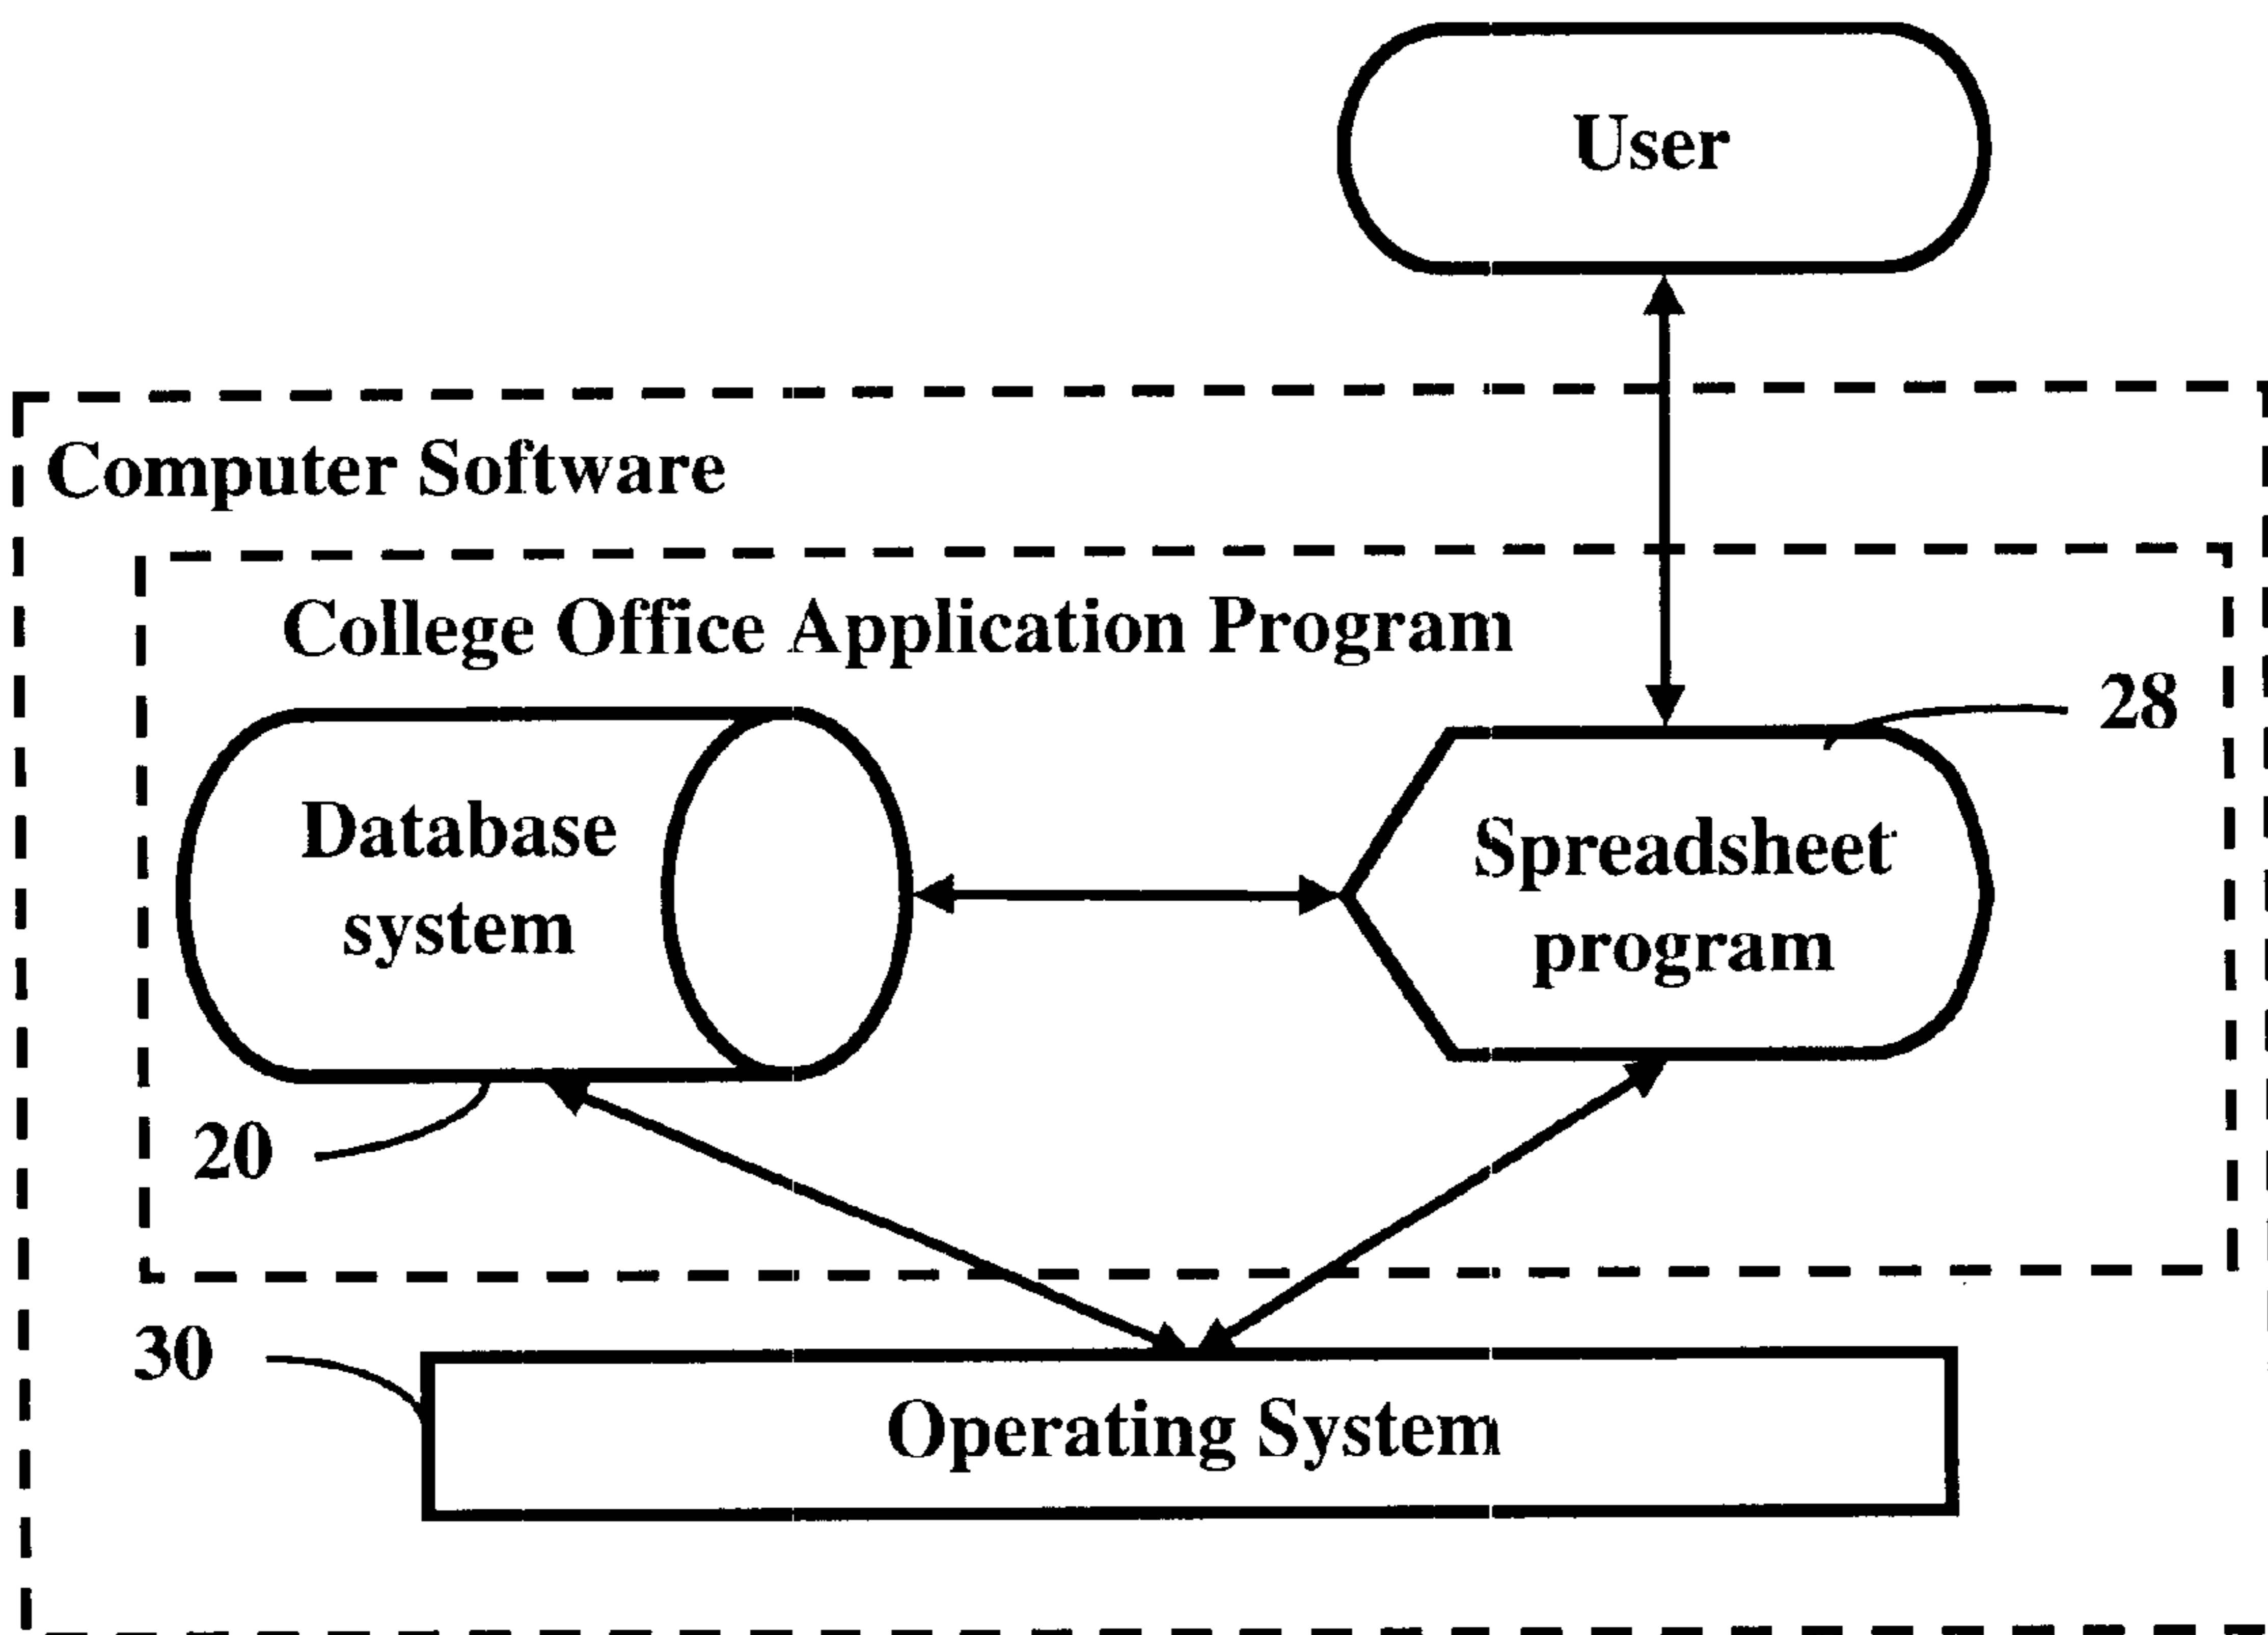 User
Computer Software
College Office Application Program
28
Database
system
Spreadsheet
program
20
30
Operating System